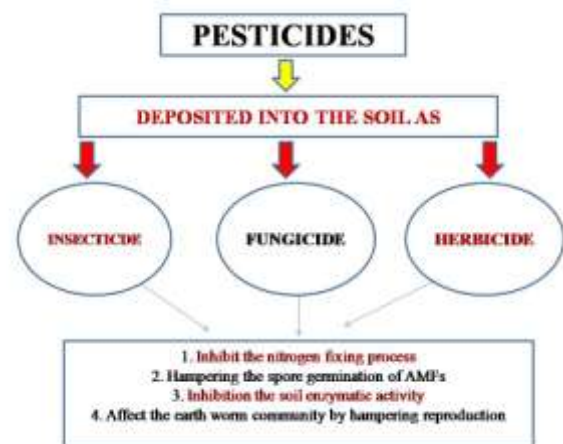 PESTICIDES
DEPOSITED INTO THE SOIL AS
INSECTICDE
FUNGICIDE
HERBICIDE
1. Inhibit the nitrogen fixing process
2. Hampering the spore germination of AMFs
3. Inhibition the soil enzymatic activity
4. Affect the earth worm community by hampering reproduction